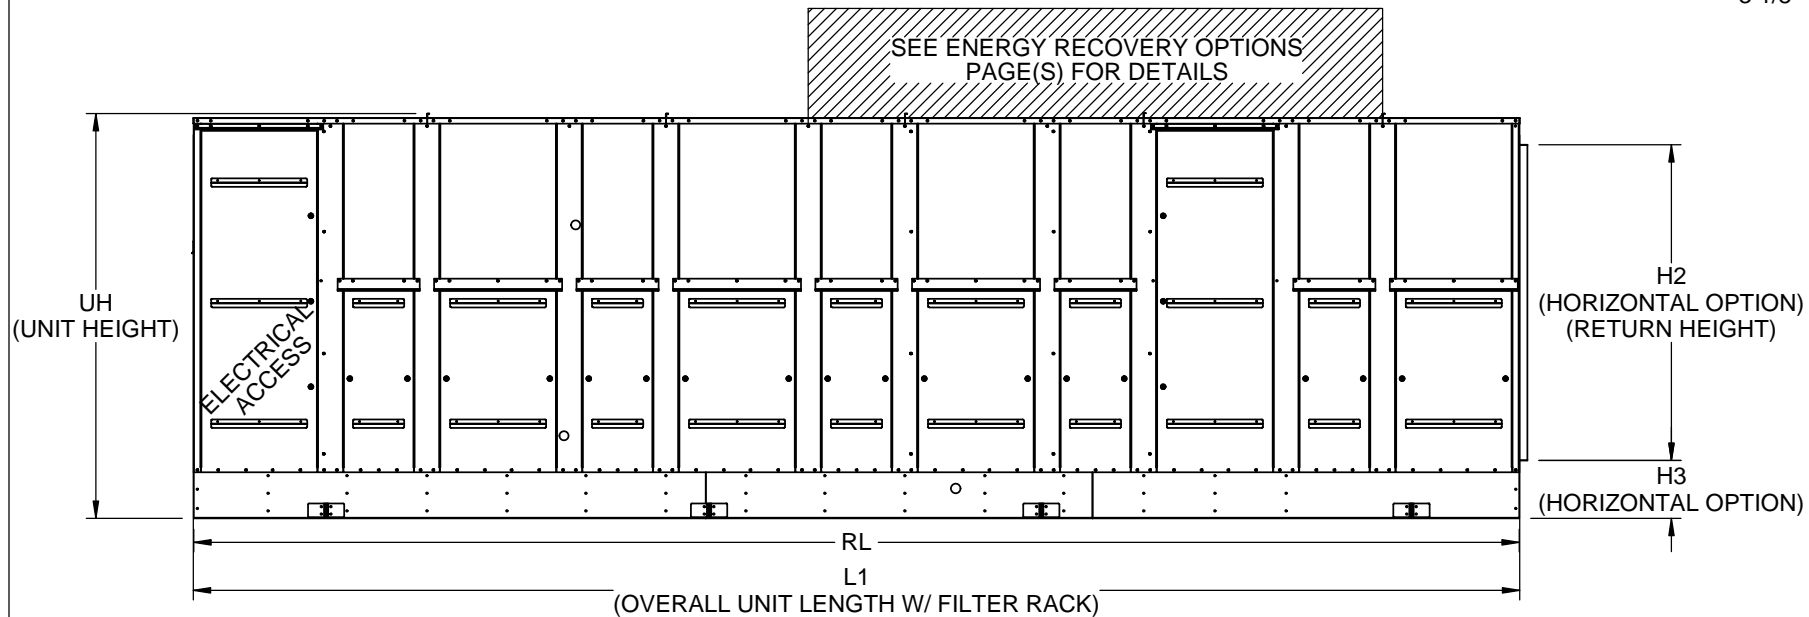 SEE ENERGY RECOVERY OPTIONS
PAGE(S) FOR DETAILS
UH
(UNIT HEIGHT)
ELECTRICAL
ACCESS
H2
(HORIZONTAL OPTION)
(RETURN HEIGHT)
H3
(HORIZONTAL OPTION)
RL
L1
(OVERALL UNIT LENGTH W/ FILTER RACK)